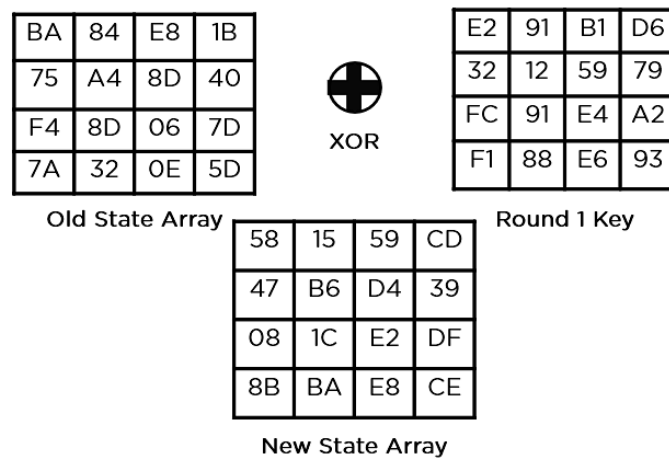 BA 84 E8 1B
75 A4 8D 40
F4 8D 06 7D
7A 32 0E 5D
Old State Array
XOR
E2 91 B1 D6
32 12 59 79
FC 91 E4 A2
F1 88 E6 93
Round 1 Key
58 15 59 CD
47 B6 D4 39
08 1C E2 DF
8B BA E8 CE
New State Array